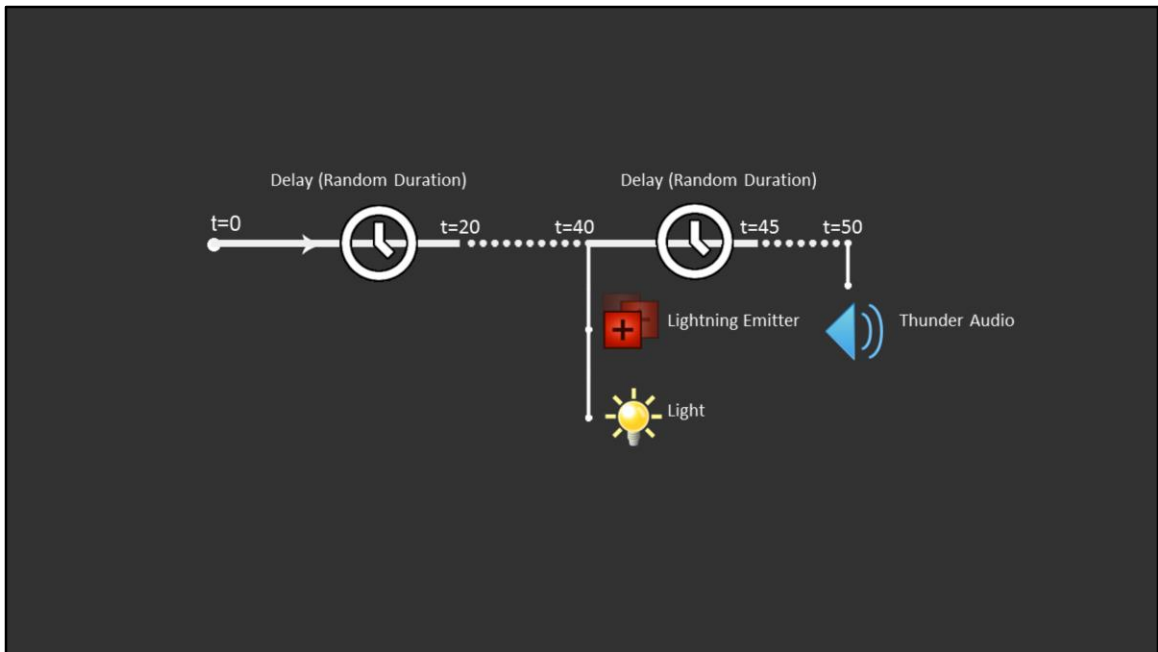 Delay (Random Duration)
Delay (Random Duration)
t=0
t=20
t=40
t=45
t=50
Lightning Emitter
Thunder Audio
Light